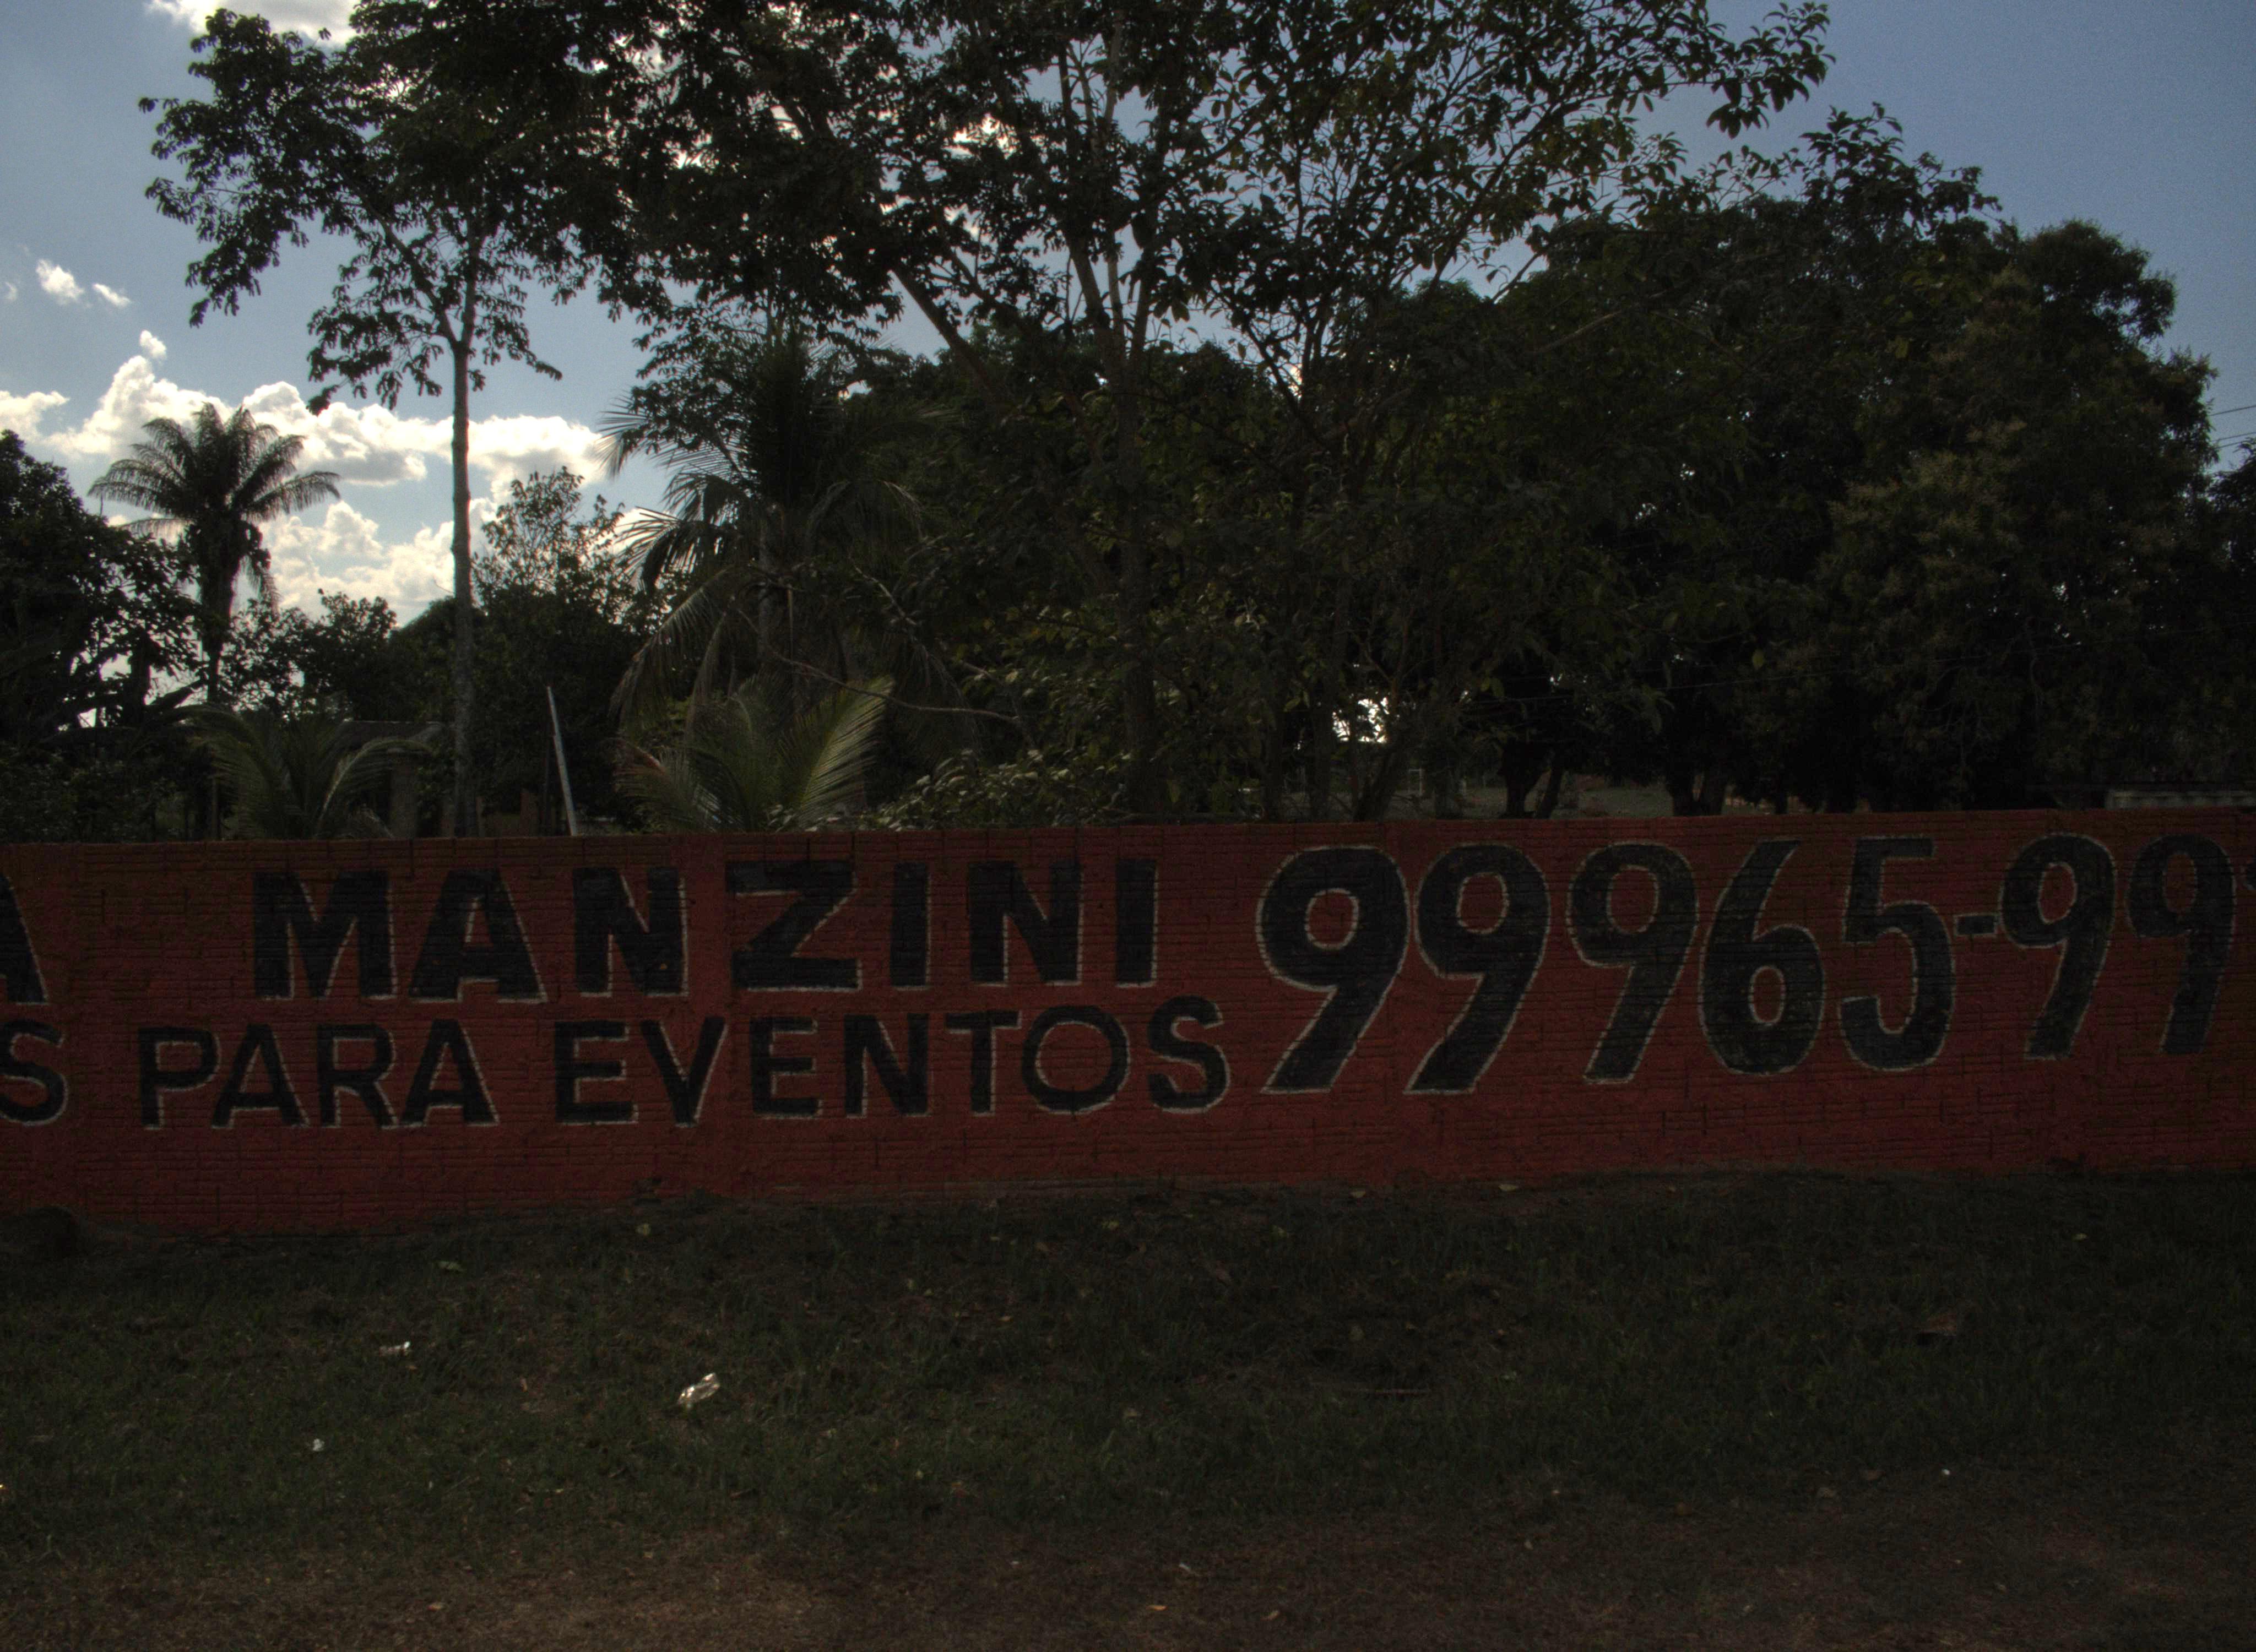 A MANZINI 99965-99
S PARA EVENTOS